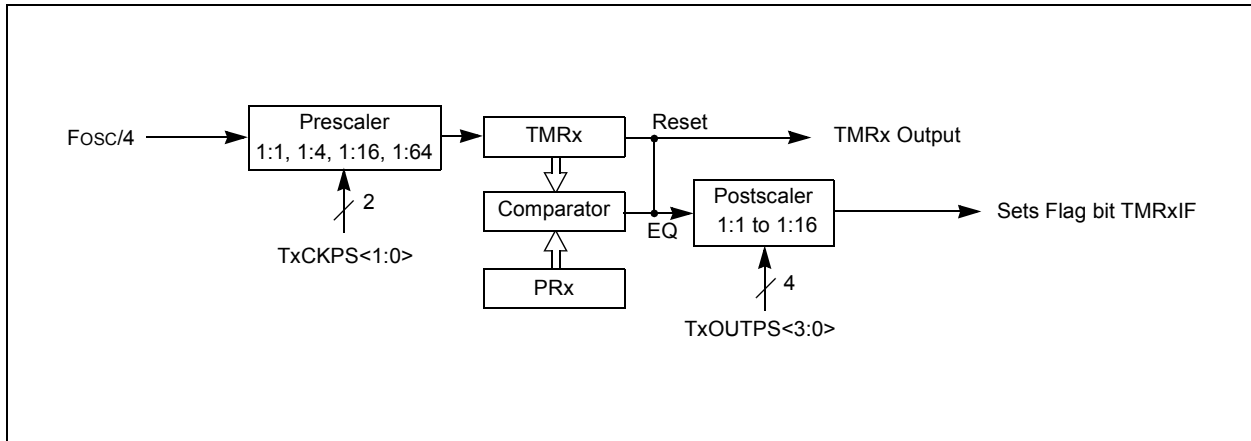 FOSC/4
Prescaler
1:1, 1:4, 1:16, 1:64
2
TxCKPS<1:0>
TMRx
Comparator
PRx
Reset
EQ
TMRx Output
Postscaler
1:1 to 1:16
4
TxOUTPS<3:0>
Sets Flag bit TMRxIF